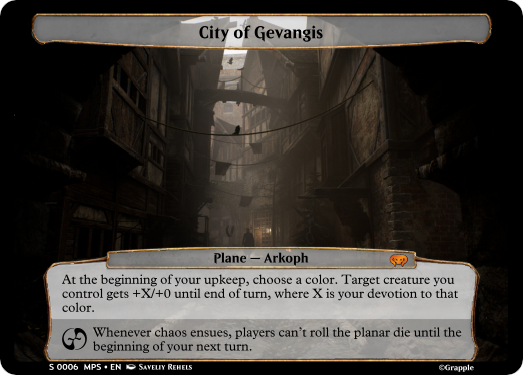 City of Gevangis
Plane — Arkoph
At the beginning of your upkeep, choose a color. Target creature you
control gets +X/+0 until end of turn, where X is your devotion to that
color.
Whenever chaos ensues, players can't roll the planar die until the
beginning of your next turn.
S 0006 MPS • EN Saveliy Rehels
©Grapple